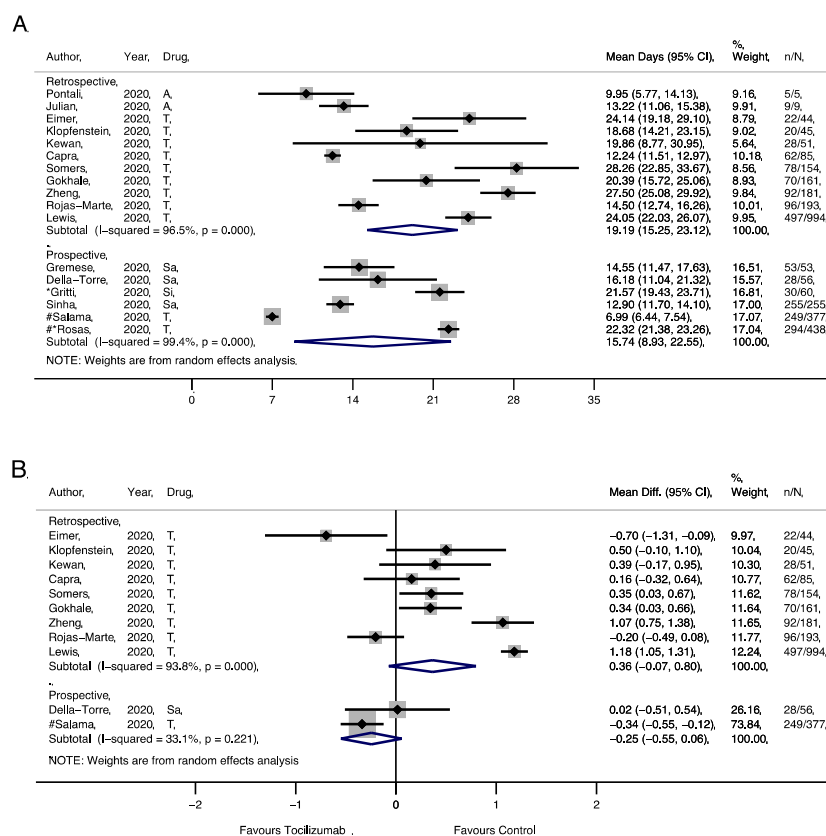 A
Author, Year, Drug, Mean Days (95% CI), %, Weight, n/N,
Retrospective,
Pontali, 2020, A, 9.95 (5.77, 14.13), 9.16, 5/5,
Julian, 2020, A, 13.22 (11.06, 15.38), 9.91, 9/9,
Eimer, 2020, T, 24.14 (19.18, 29.10), 8.79, 22/44,
Klopfenstein, 2020, T, 18.68 (14.21, 23.15), 9.02, 20/45,
Kewan, 2020, T, 19.86 (8.77, 30.95), 5.64, 28/51,
Capra, 2020, T, 12.24 (11.51, 12.97), 10.18, 62/85,
Somers, 2020, T, 28.26 (22.85, 33.67), 8.56, 78/154,
Gokhale, 2020, T, 20.39 (15.72, 25.06), 8.93, 70/161,
Zheng, 2020, T, 27.50 (25.08, 29.92), 9.84, 92/181,
Rojas-Marte, 2020, T, 14.50 (12.74, 16.26), 10.01, 96/193,
Lewis, 2020, T, 24.05 (22.03, 26.07), 9.95, 497/994,
Subtotal (I-squared = 96.5%, p = 0.000), 19.19 (15.25, 23.12), 100.00,
.
Prospective,
Gremese, 2020, Sa, 14.55 (11.47, 17.63), 16.51, 53/53,
Della-Torre, 2020, Sa, 16.18 (11.04, 21.32), 15.57, 28/56,
*Gritti, 2020, Si, 21.57 (19.43, 23.71), 16.81, 30/60,
Sinha, 2020, Sa, 12.90 (11.70, 14.10), 17.00, 255/255,
#Salama, 2020, T, 6.99 (6.44, 7.54), 17.07, 249/377,
#*Rosas, 2020, T, 22.32 (21.38, 23.26), 17.04, 294/438,
Subtotal (I-squared = 99.4%, p = 0.000), 15.74 (8.93, 22.55), 100.00,
NOTE: Weights are from random effects analysis,
0 7 14 21 28 35
B
Author, Year, Drug, Mean Diff. (95% CI), %, Weight, n/N,
Retrospective,
Eimer, 2020, T, -0.70 (-1.31, -0.09), 9.97, 22/44,
Klopfenstein, 2020, T, 0.50 (-0.10, 1.10), 10.04, 20/45,
Kewan, 2020, T, 0.39 (-0.17, 0.95), 10.30, 28/51,
Capra, 2020, T, 0.16 (-0.32, 0.64), 10.77, 62/85,
Somers, 2020, T, 0.35 (0.03, 0.67), 11.62, 78/154,
Gokhale, 2020, T, 0.34 (0.03, 0.66), 11.64, 70/161,
Zheng, 2020, T, 1.07 (0.75, 1.38), 11.65, 92/181,
Rojas-Marte, 2020, T, -0.20 (-0.49, 0.08), 11.77, 96/193,
Lewis, 2020, T, 1.18 (1.05, 1.31), 12.24, 497/994,
Subtotal (I-squared = 93.8%, p = 0.000), 0.36 (-0.07, 0.80), 100.00,
.
Prospective,
Della-Torre, 2020, Sa, 0.02 (-0.51, 0.54), 26.16, 28/56,
#Salama, 2020, T, -0.34 (-0.55, -0.12), 73.84, 249/377,
Subtotal (I-squared = 33.1%, p = 0.221), -0.25 (-0.55, 0.06), 100.00,
NOTE: Weights are from random effects analysis
-2 -1 0 1 2
Favours Tocilizumab , Favours Control